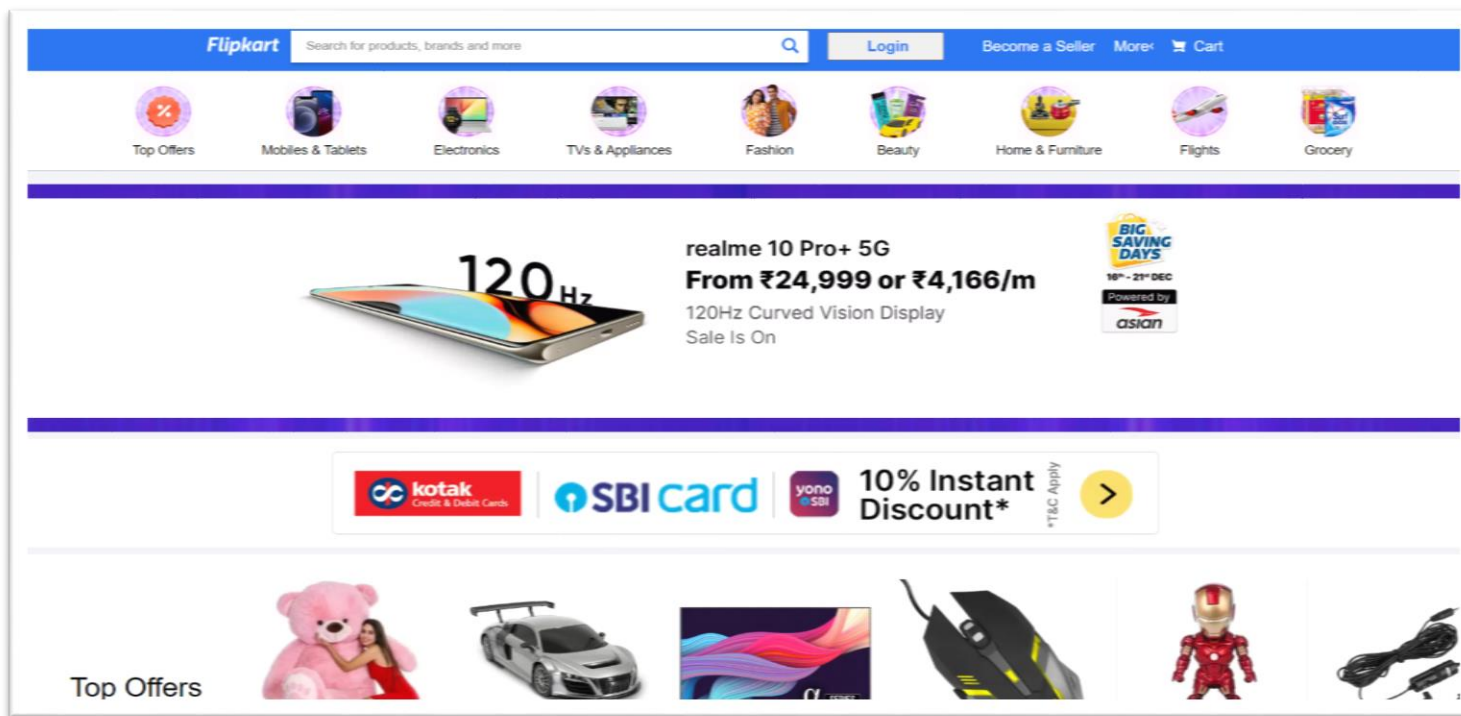 Flipkart
Search for products, brands and more
Login
Become a Seller
More
Cart
Top Offers
Mobiles & Tablets
Electronics
TVs & Appliances
Fashion
Beauty
Home & Furniture
Flights
Grocery
120 Hz
realme 10 Pro+ 5G
From ₹24,999 or ₹4,166/m
120Hz Curved Vision Display
Sale Is On
BIG
SAVING
DAYS
16th - 21st DEC
Powered by
asian
kotak
Credit & Debit Cards
SBI card
yono
SBI
10% Instant
Discount*
*T&C Apply
Top Offers
α SERIES